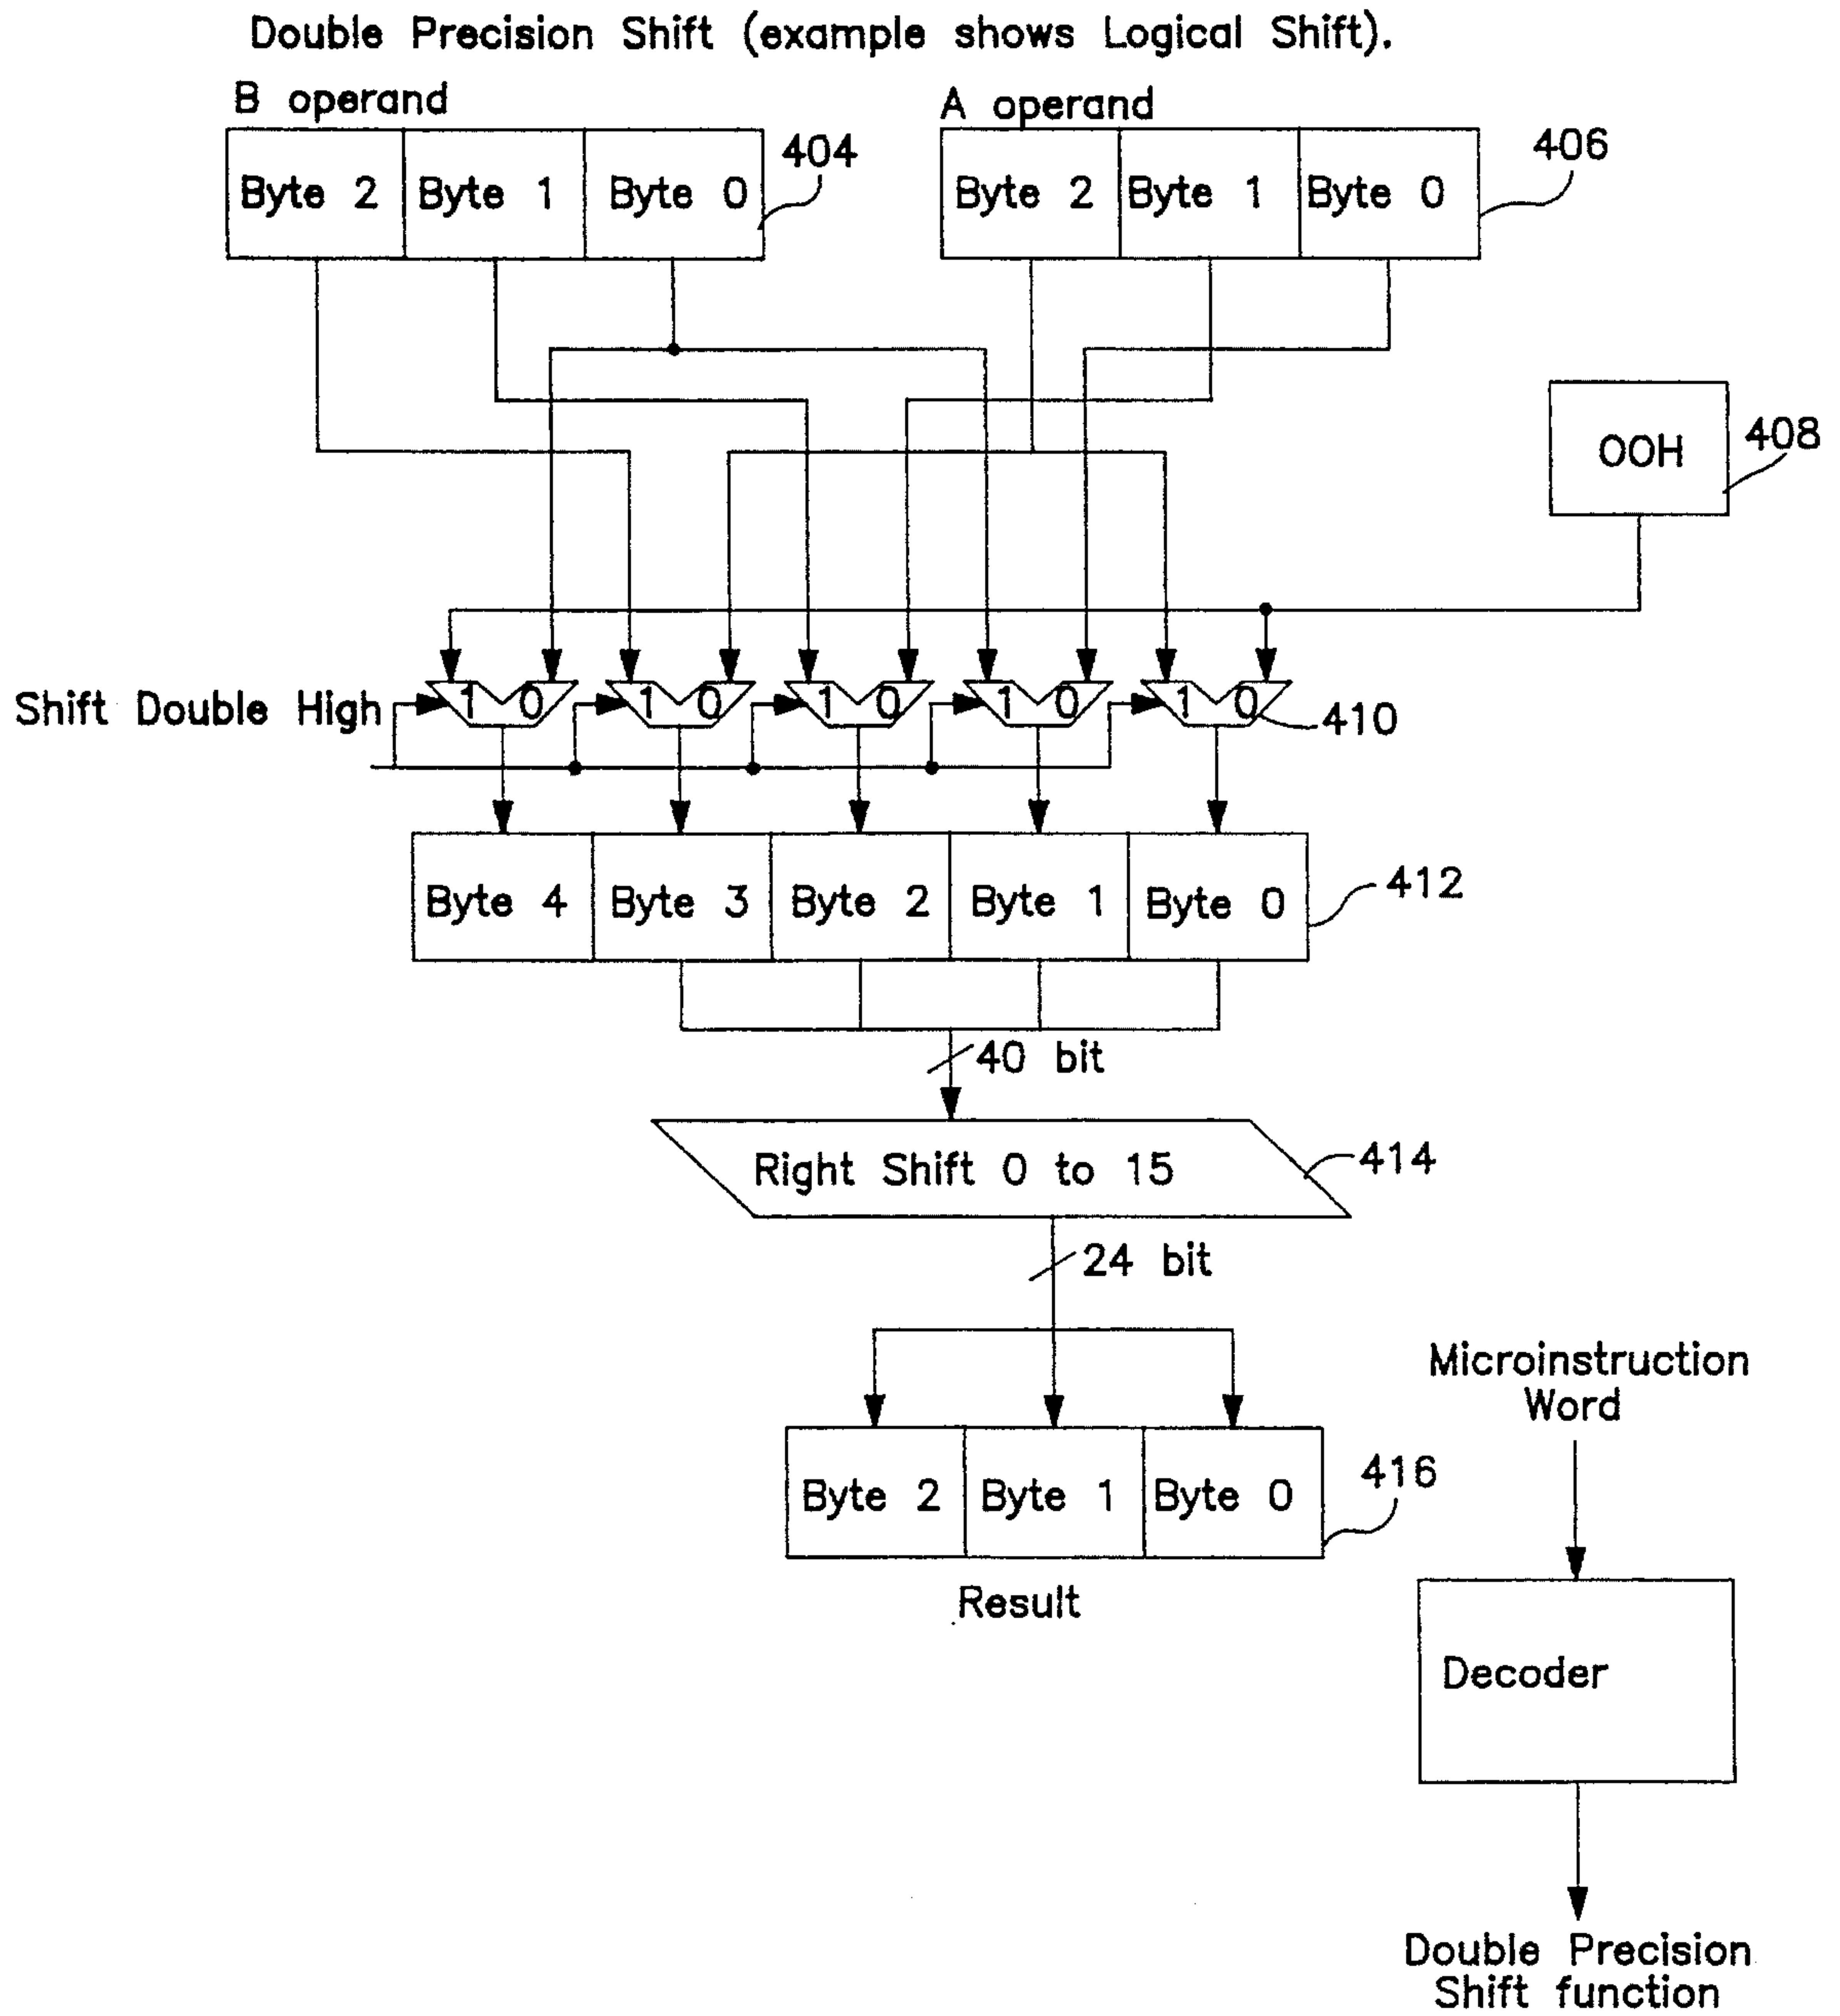 Double Precision Shift (example shows Logical Shift).
B operand
A operand
Byte 2 Byte 1 Byte 0
404
Byte 2 Byte 1 Byte 0
406
OOH
408
Shift Double High
1 0 1 0 1 0 1 0 1 0
410
Byte 4 Byte 3 Byte 2 Byte 1 Byte 0
412
40 bit
Right Shift 0 to 15
414
24 bit
Byte 2 Byte 1 Byte 0
416
Result
Microinstruction
Word
Decoder
Double Precision
Shift function